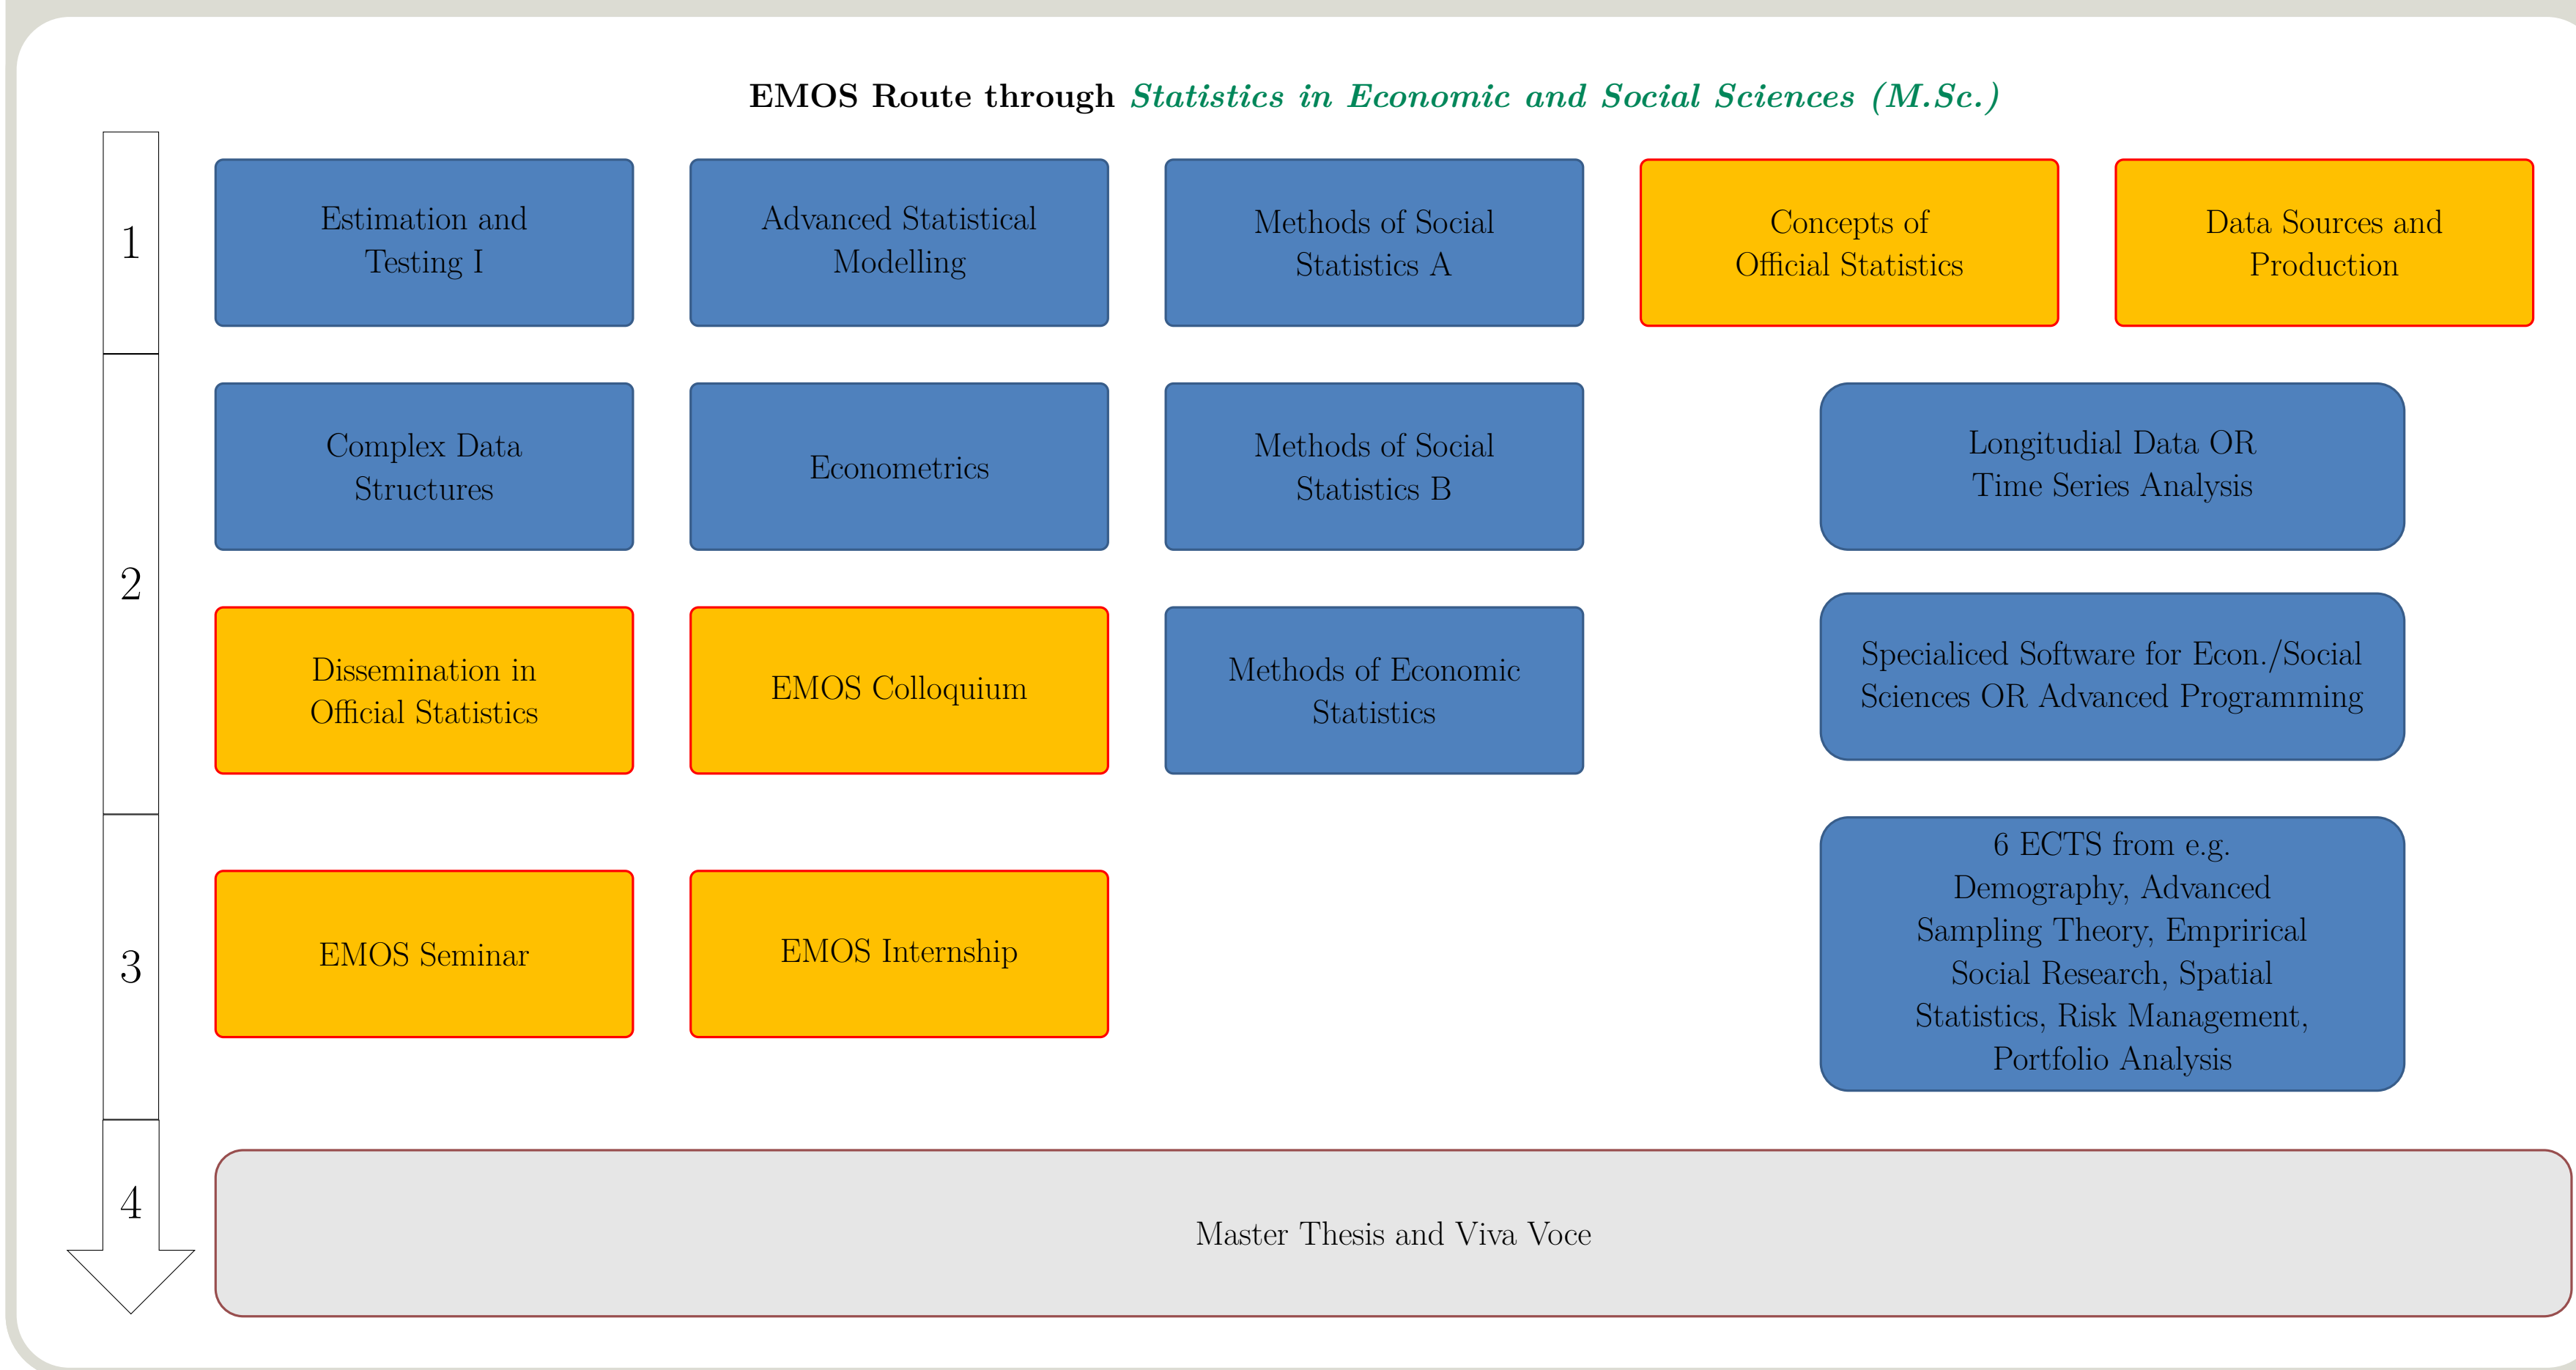 EMOS Route through Statistics in Economic and Social Sciences (M.Sc.)
1
Estimation and
Testing I
Advanced Statistical
Modelling
Methods of Social
Statistics A
Concepts of
Official Statistics
Data Sources and
Production
2
Complex Data
Structures
Econometrics
Methods of Social
Statistics B
Longitudial Data OR
Time Series Analysis
Dissemination in
Official Statistics
EMOS Colloquium
Methods of Economic
Statistics
Specialiced Software for Econ./Social
Sciences OR Advanced Programming
3
EMOS Seminar
EMOS Internship
6 ECTS from e.g.
Demography, Advanced
Sampling Theory, Emprirical
Social Research, Spatial
Statistics, Risk Management,
Portfolio Analysis
4
Master Thesis and Viva Voce